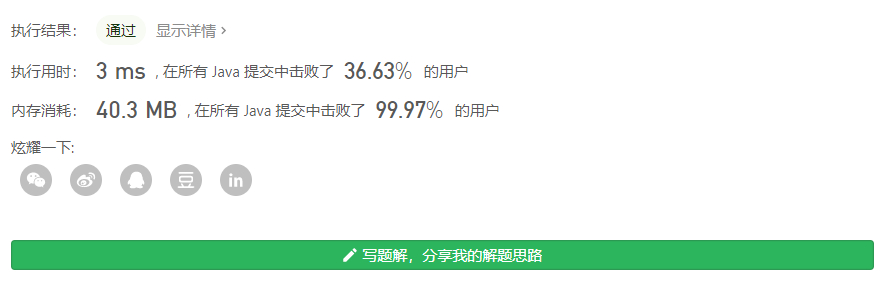 执行结果： 通过 显示详情 >
执行用时： 3 ms , 在所有 Java 提交中击败了 36.63% 的用户
内存消耗： 40.3 MB , 在所有 Java 提交中击败了 99.97% 的用户
炫耀一下:
豆 in
写题解，分享我的解题思路